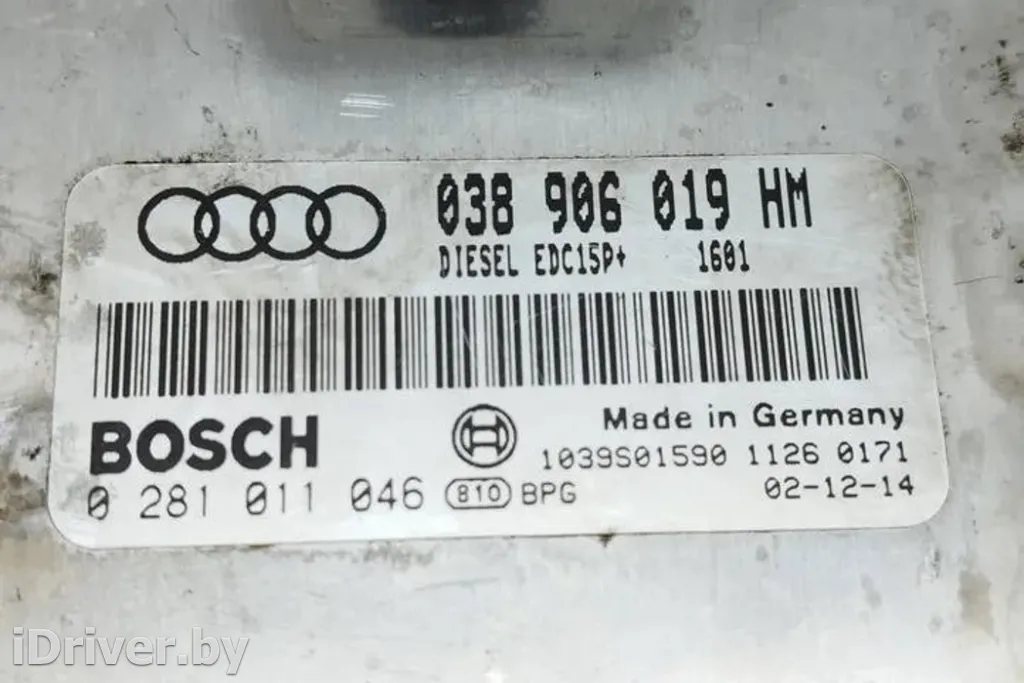 038 906 019 HM
DIESEL EDC15P+ 1601
BOSCH
Made in Germany
1039S01590 1126 0171
0 281 011 046 810 BPG 02-12-14
iDriver.by